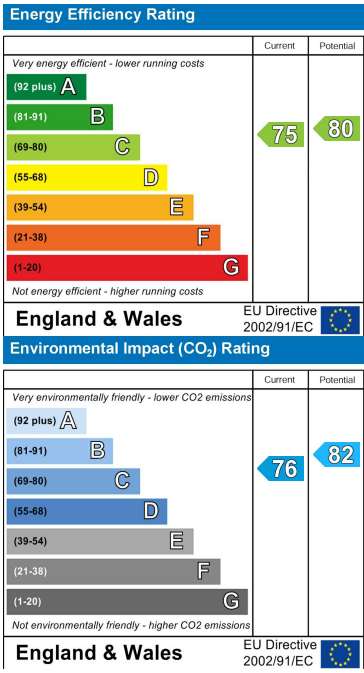 Energy Efficiency Rating
Current Potential
Very energy efficient - lower running costs
(92 plus) A
(81-91) B
(69-80) C
75 80
(55-68) D
(39-54) E
(21-38) F
(1-20) G
Not energy efficient - higher running costs
England & Wales
EU Directive
2002/91/EC
Environmental Impact (CO₂) Rating
Current Potential
Very environmentally friendly - lower CO2 emissions
(92 plus) A
(81-91) B
82
(69-80) C
76
(55-68) D
(39-54) E
(21-38) F
(1-20) G
Not environmentally friendly - higher CO2 emissions
England & Wales
EU Directive
2002/91/EC